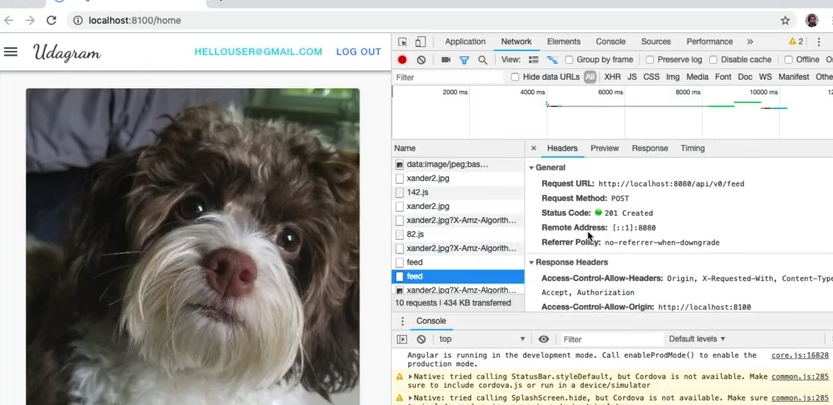 localhost:8100/home
Udagram HELLOUSER@GMAIL.COM LOG OUT
Application Network Elements Console Sources Performance » 2
View: Group by frame Preserve log Disable cache Offline
Filter Hide data URLs All XHR JS CSS Img Media Font Doc WS Manifest
2000 ms 4000 ms 6000 ms 8000 ms 10000 ms
Name
data:image/jpeg;bas…
xander2.jpg
142.js
xander2.jpg
xander2.jpg?X-Amz-Algorith…
82.js
xander2.jpg?X-Amz-Algorith…
feed
feed
xander2.jpg?X-Amz-Algorith…
10 requests | 434 KB transferred
× Headers Preview Response Timing
General
Request URL: http://localhost:8080/api/v0/feed
Request Method: POST
Status Code: 201 Created
Remote Address: [::1]:8080
Referrer Policy: no-referrer-when-downgrade
Response Headers
Access-Control-Allow-Headers: Origin, X-Requested-With, Content-Type
Accept, Authorization
Access-Control-Allow-Origin: http://localhost:8100
Console
top Filter Default levels
Angular is running in the development mode. Call enableProdMode() to enable the core.js:16828
production mode.
Native: tried calling StatusBar.styleDefault, but Cordova is not available. Make common.js:285
sure to include cordova.js or run in a device/simulator
Native: tried calling SplashScreen.hide, but Cordova is not available. Make sure common.js:285